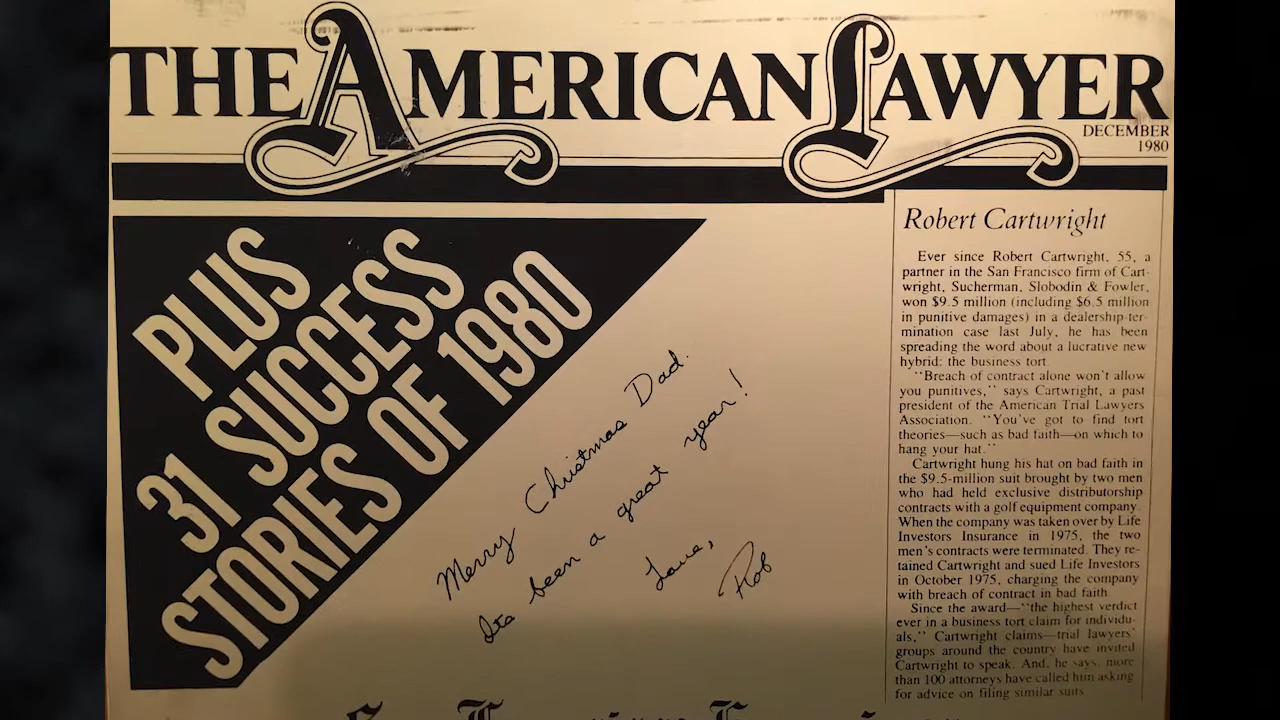 THE AMERICAN LAWYER
DECEMBER
1980
PLUS
31 SUCCESS
STORIES OF 1980
Merry Christmas Dad.
Its been a great year!
Love,
Rob
Robert Cartwright
Ever since Robert Cartwright, 55, a
partner in the San Francisco firm of Cart-
wright, Sucherman, Slobodin & Fowler,
won $9.5 million (including $6.5 million
in punitive damages) in a dealership-ter-
mination case last July, he has been
spreading the word about a lucrative new
hybrid: the business tort.
"Breach of contract alone won't allow
you punitives," says Cartwright, a past
president of the American Trial Lawyers
Association. "You've got to find tort
theories—such as bad faith—on which to
hang your hat."
Cartwright hung his hat on bad faith in
the $9.5-million suit brought by two men
who had held exclusive distributorship
contracts with a golf equipment company.
When the company was taken over by Life
Investors Insurance in 1975, the two
men's contracts were terminated. They re-
tained Cartwright and sued Life Investors
in October 1975, charging the company
with breach of contract in bad faith.
Since the award—"the highest verdict
ever in a business tort claim for individu-
als," Cartwright claims—trial lawyers'
groups around the country have invited
Cartwright to speak. And, he says, more
than 100 attorneys have called him asking
for advice on filing similar suits.